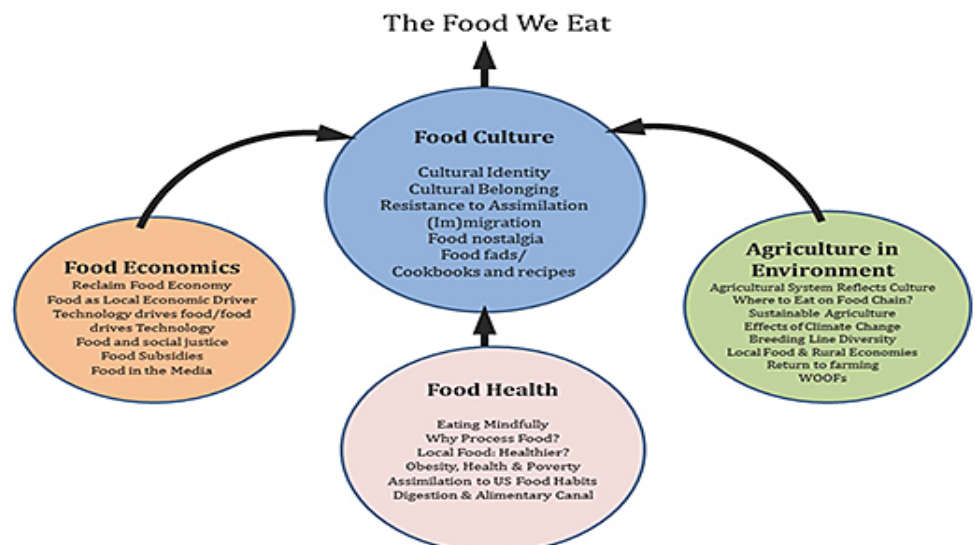 The Food We Eat
Food Culture
Cultural Identity
Cultural Belonging
Resistance to Assimilation
(Im)migration
Food nostalgia
Food fads/
Cookbooks and recipes
Food Economics
Reclaim Food Economy
Food as Local Economic Driver
Technology drives food/food
drives Technology
Food and social justice
Food Subsidies
Food in the Media
Agriculture in
Environment
Agricultural System Reflects Culture
Where to Eat on Food Chain?
Sustainable Agriculture
Effects of Climate Change
Breeding Line Diversity
Local Food & Rural Economies
Return to farming
WOOFs
Food Health
Eating Mindfully
Why Process Food?
Local Food: Healthier?
Obesity, Health & Poverty
Assimilation to US Food Habits
Digestion & Alimentary Canal